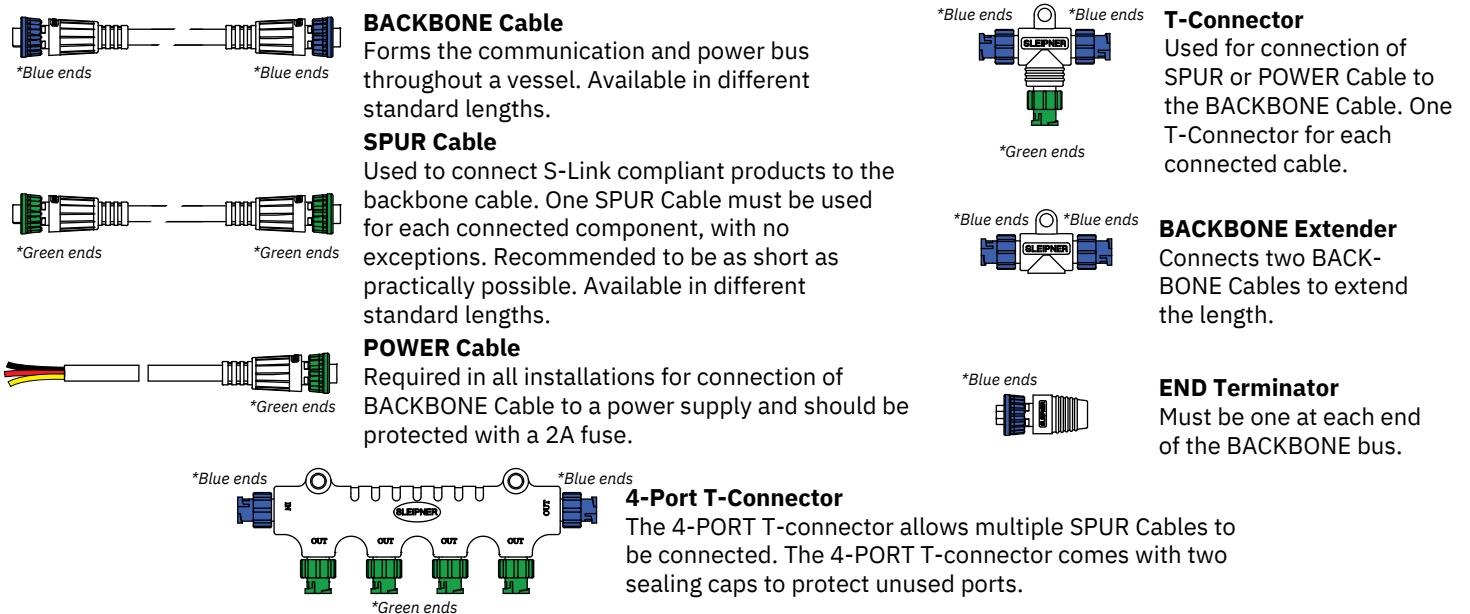 *Blue ends
*Blue ends
BACKBONE Cable
Forms the communication and power bus
throughout a vessel. Available in different
standard lengths.
*Green ends
*Green ends
SPUR Cable
Used to connect S-Link compliant products to the
backbone cable. One SPUR Cable must be used
for each connected component, with no
exceptions. Recommended to be as short as
practically possible. Available in different
standard lengths.
*Green ends
POWER Cable
Required in all installations for connection of
BACKBONE Cable to a power supply and should be
protected with a 2A fuse.
*Blue ends
*Blue ends
SLEIPNER
*Green ends
T-Connector
Used for connection of
SPUR or POWER Cable to
the BACKBONE Cable. One
T-Connector for each
connected cable.
*Blue ends
*Blue ends
SLEIPNER
BACKBONE Extender
Connects two BACK-
BONE Cables to extend
the length.
*Blue ends
SLEIPNER
END Terminator
Must be one at each end
of the BACKBONE bus.
*Blue ends
*Blue ends
IN
SLEIPNER
OUT
OUT
OUT
OUT
OUT
*Green ends
4-Port T-Connector
The 4-PORT T-connector allows multiple SPUR Cables to
be connected. The 4-PORT T-connector comes with two
sealing caps to protect unused ports.